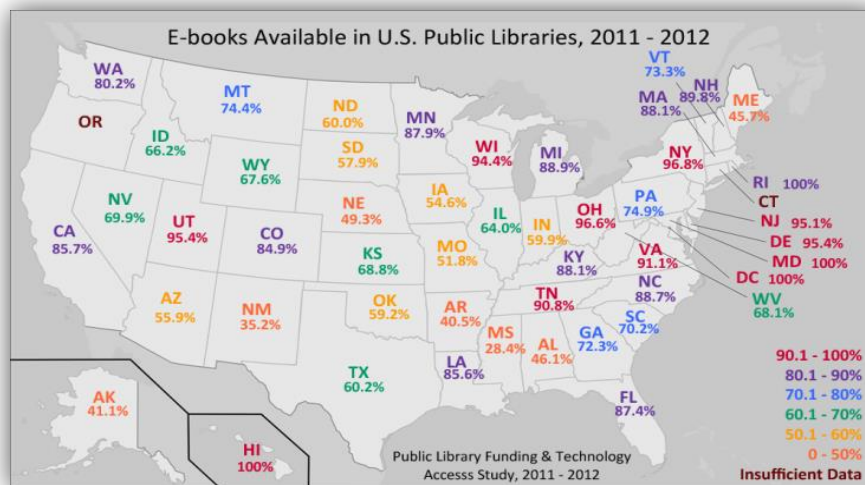 E-books Available in U.S. Public Libraries, 2011 - 2012
WA
80.2%
OR
MT
74.4%
ID
66.2%
WY
67.6%
NV
69.9%
CA
85.7%
UT
95.4%
CO
84.9%
AZ
55.9%
NM
35.2%
ND
60.0%
SD
57.9%
NE
49.3%
KS
68.8%
OK
59.2%
TX
60.2%
MN
87.9%
IA
54.6%
MO
51.8%
AR
40.5%
LA
85.6%
WI
94.4%
IL
64.0%
MI
88.9%
IN
59.9%
OH
96.6%
KY
88.1%
TN
90.8%
MS
28.4%
AL
46.1%
GA
72.3%
FL
87.4%
SC
70.2%
NC
88.7%
VA
91.1%
PA
74.9%
NY
96.8%
VT
73.3%
NH
89.8%
MA
88.1%
ME
45.7%
RI 100%
CT
NJ 95.1%
DE 95.4%
MD 100%
DC 100%
WV
68.1%
AK
41.1%
HI
100%
90.1 - 100%
80.1 - 90%
70.1 - 80%
60.1 - 70%
50.1 - 60%
0 - 50%
Insufficient Data
Public Library Funding & Technology
Accesss Study, 2011 - 2012